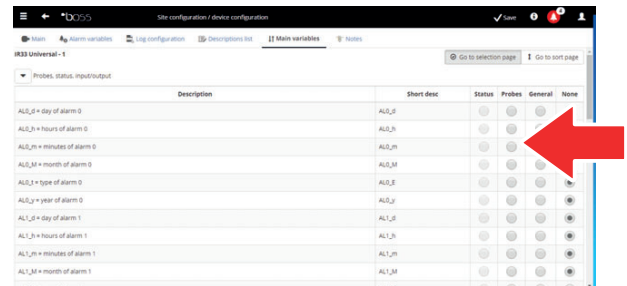 boss Site configuration / device configuration Save 6
Main Alarm variables Log configuration Descriptions list Main variables Notes
IR33 Universal - 1 Go to selection page Go to sort page
Probes, status, input/output
Description Short desc Status Probes General None
AL0_d = day of alarm 0 AL0_d
AL0_h = hours of alarm 0 AL0_h
AL0_m = minutes of alarm 0 AL0_m
AL0_M = month of alarm 0 AL0_M
AL0_t = type of alarm 0 AL0_E
AL0_y = year of alarm 0 AL0_y
AL1_d = day of alarm 1 AL1_d
AL1_h = hours of alarm 1 AL1_h
AL1_m = minutes of alarm 1 AL1_m
AL1_M = month of alarm 1 AL1_M